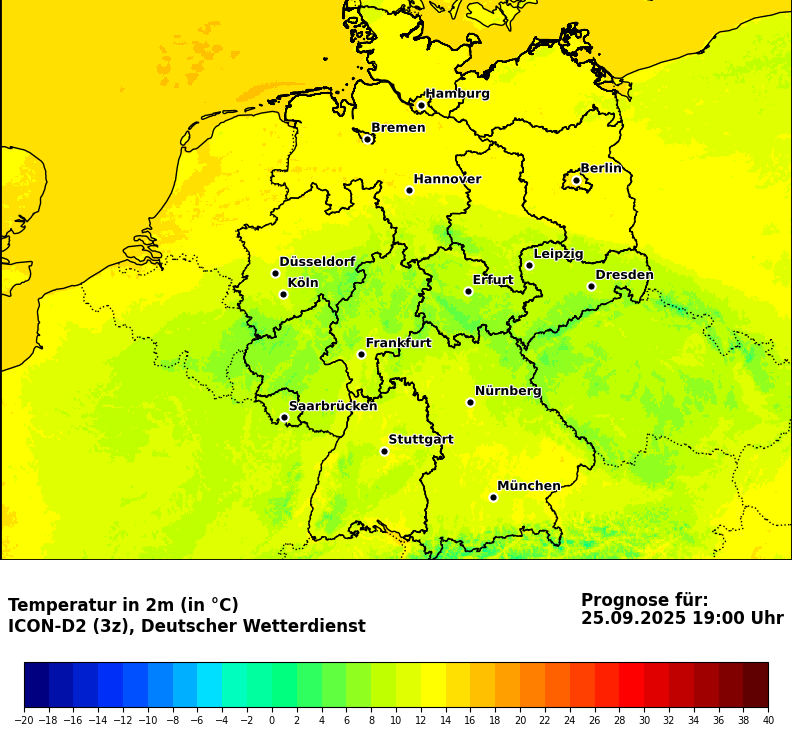 Hamburg
Bremen
Berlin
Hannover
Leipzig
Düsseldorf
Dresden
Köln
Erfurt
Frankfurt
Nürnberg
Saarbrücken
Stuttgart
München
Temperatur in 2m (in °C)
ICON-D2 (3z), Deutscher Wetterdienst
Prognose für:
25.09.2025 19:00 Uhr
−20 −18 −16 −14 −12 −10 −8 −6 −4 −2 0 2 4 6 8 10 12 14 16 18 20 22 24 26 28 30 32 34 36 38 40